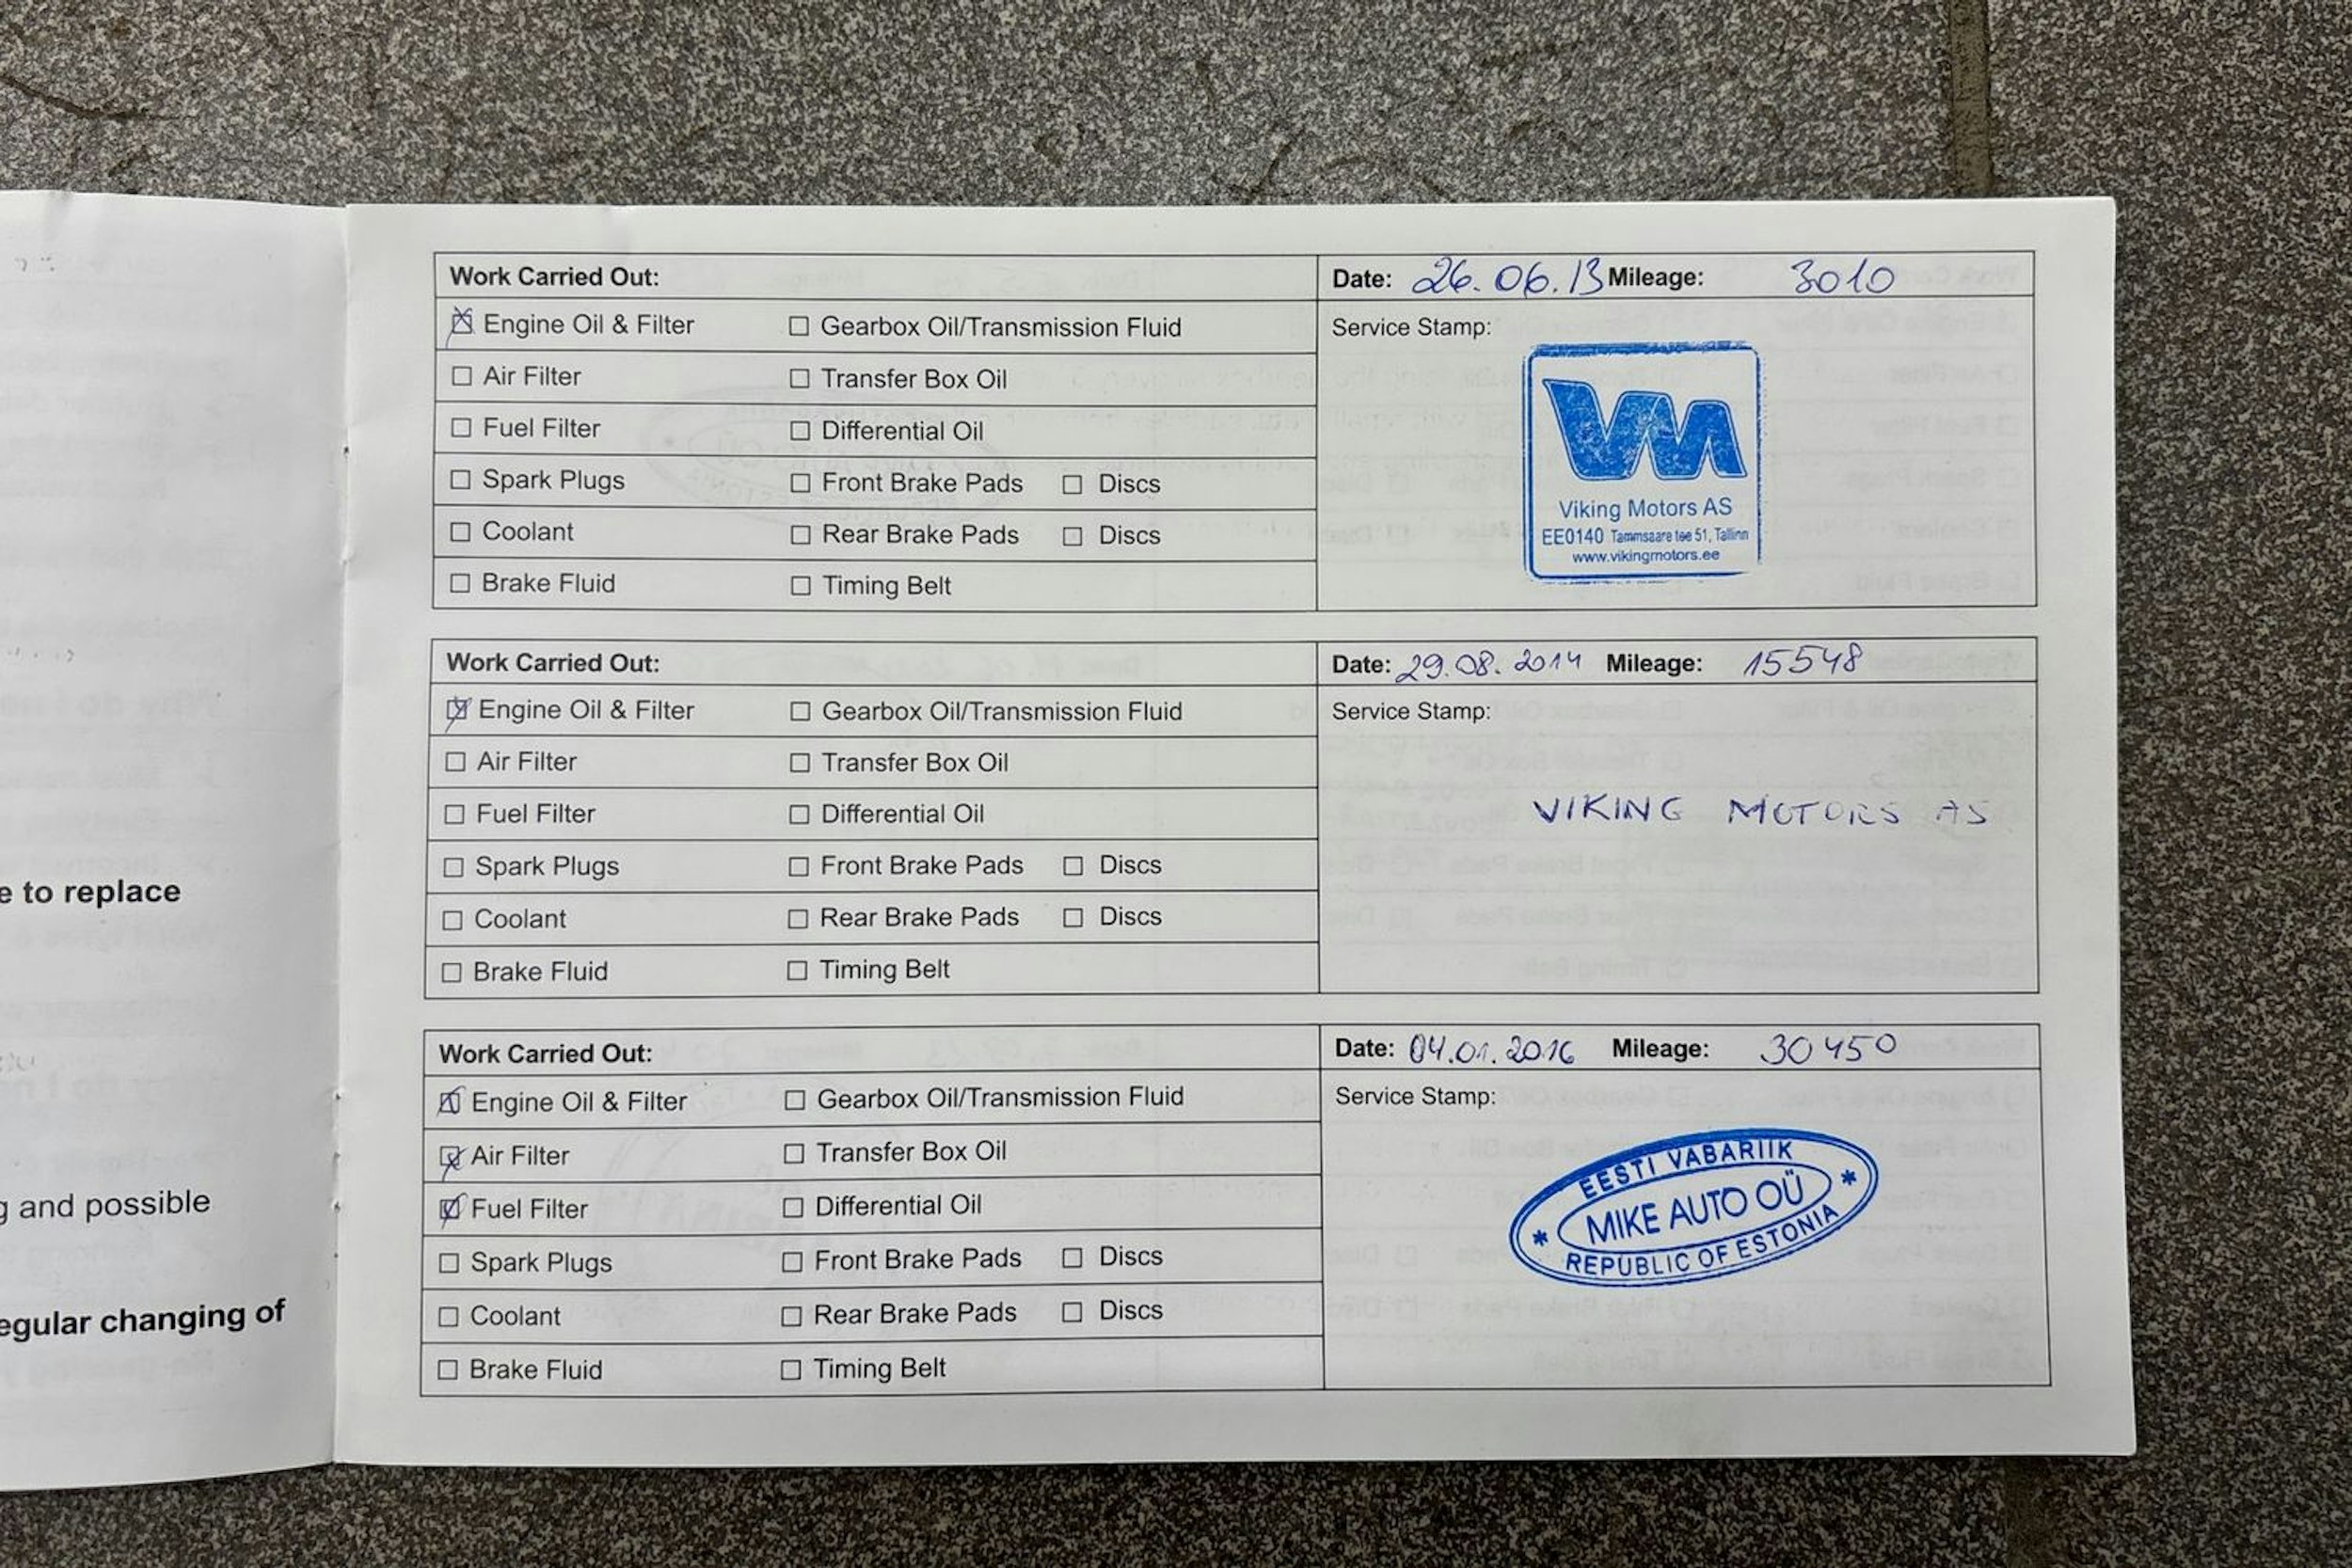 e to replace
g and possible
egular changing of
Work Carried Out:
Date: 26.06.13 Mileage: 3010
☒ Engine Oil & Filter ☐ Gearbox Oil/Transmission Fluid
Service Stamp:
☐ Air Filter ☐ Transfer Box Oil
☐ Fuel Filter ☐ Differential Oil
☐ Spark Plugs ☐ Front Brake Pads ☐ Discs
☐ Coolant ☐ Rear Brake Pads ☐ Discs
☐ Brake Fluid ☐ Timing Belt
VM
Viking Motors AS
EE0140 Tammsaare tee 51, Tallinn
www.vikingmotors.ee
Work Carried Out:
Date: 29.08.2014 Mileage: 15548
☒ Engine Oil & Filter ☐ Gearbox Oil/Transmission Fluid
Service Stamp:
☐ Air Filter ☐ Transfer Box Oil
☐ Fuel Filter ☐ Differential Oil
☐ Spark Plugs ☐ Front Brake Pads ☐ Discs
☐ Coolant ☐ Rear Brake Pads ☐ Discs
☐ Brake Fluid ☐ Timing Belt
VIKING MOTORS AS
Work Carried Out:
Date: 04.01.2016 Mileage: 30450
☒ Engine Oil & Filter ☐ Gearbox Oil/Transmission Fluid
Service Stamp:
☒ Air Filter ☐ Transfer Box Oil
☒ Fuel Filter ☐ Differential Oil
☐ Spark Plugs ☐ Front Brake Pads ☐ Discs
☐ Coolant ☐ Rear Brake Pads ☐ Discs
☐ Brake Fluid ☐ Timing Belt
EESTI VABARIIK
* MIKE AUTO OÜ *
REPUBLIC OF ESTONIA